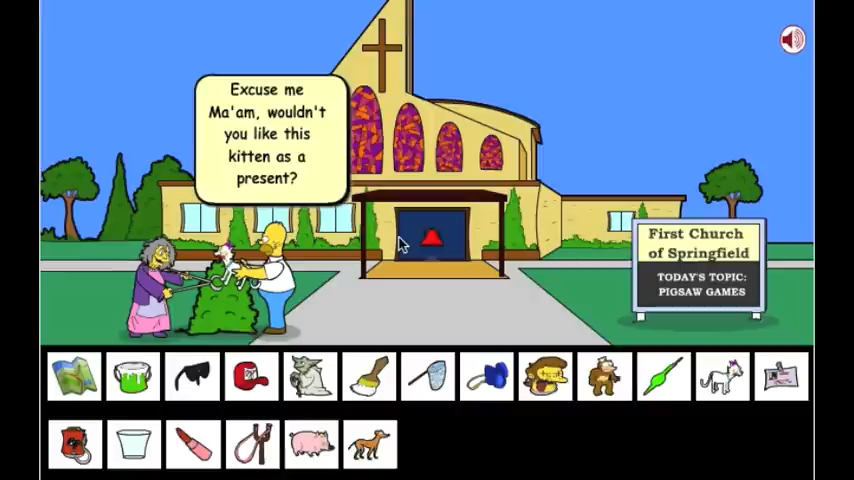 Excuse me
Ma'am, wouldn't
you like this
kitten as a
present?
First Church
of Springfield
TODAY'S TOPIC:
PIGSAW GAMES